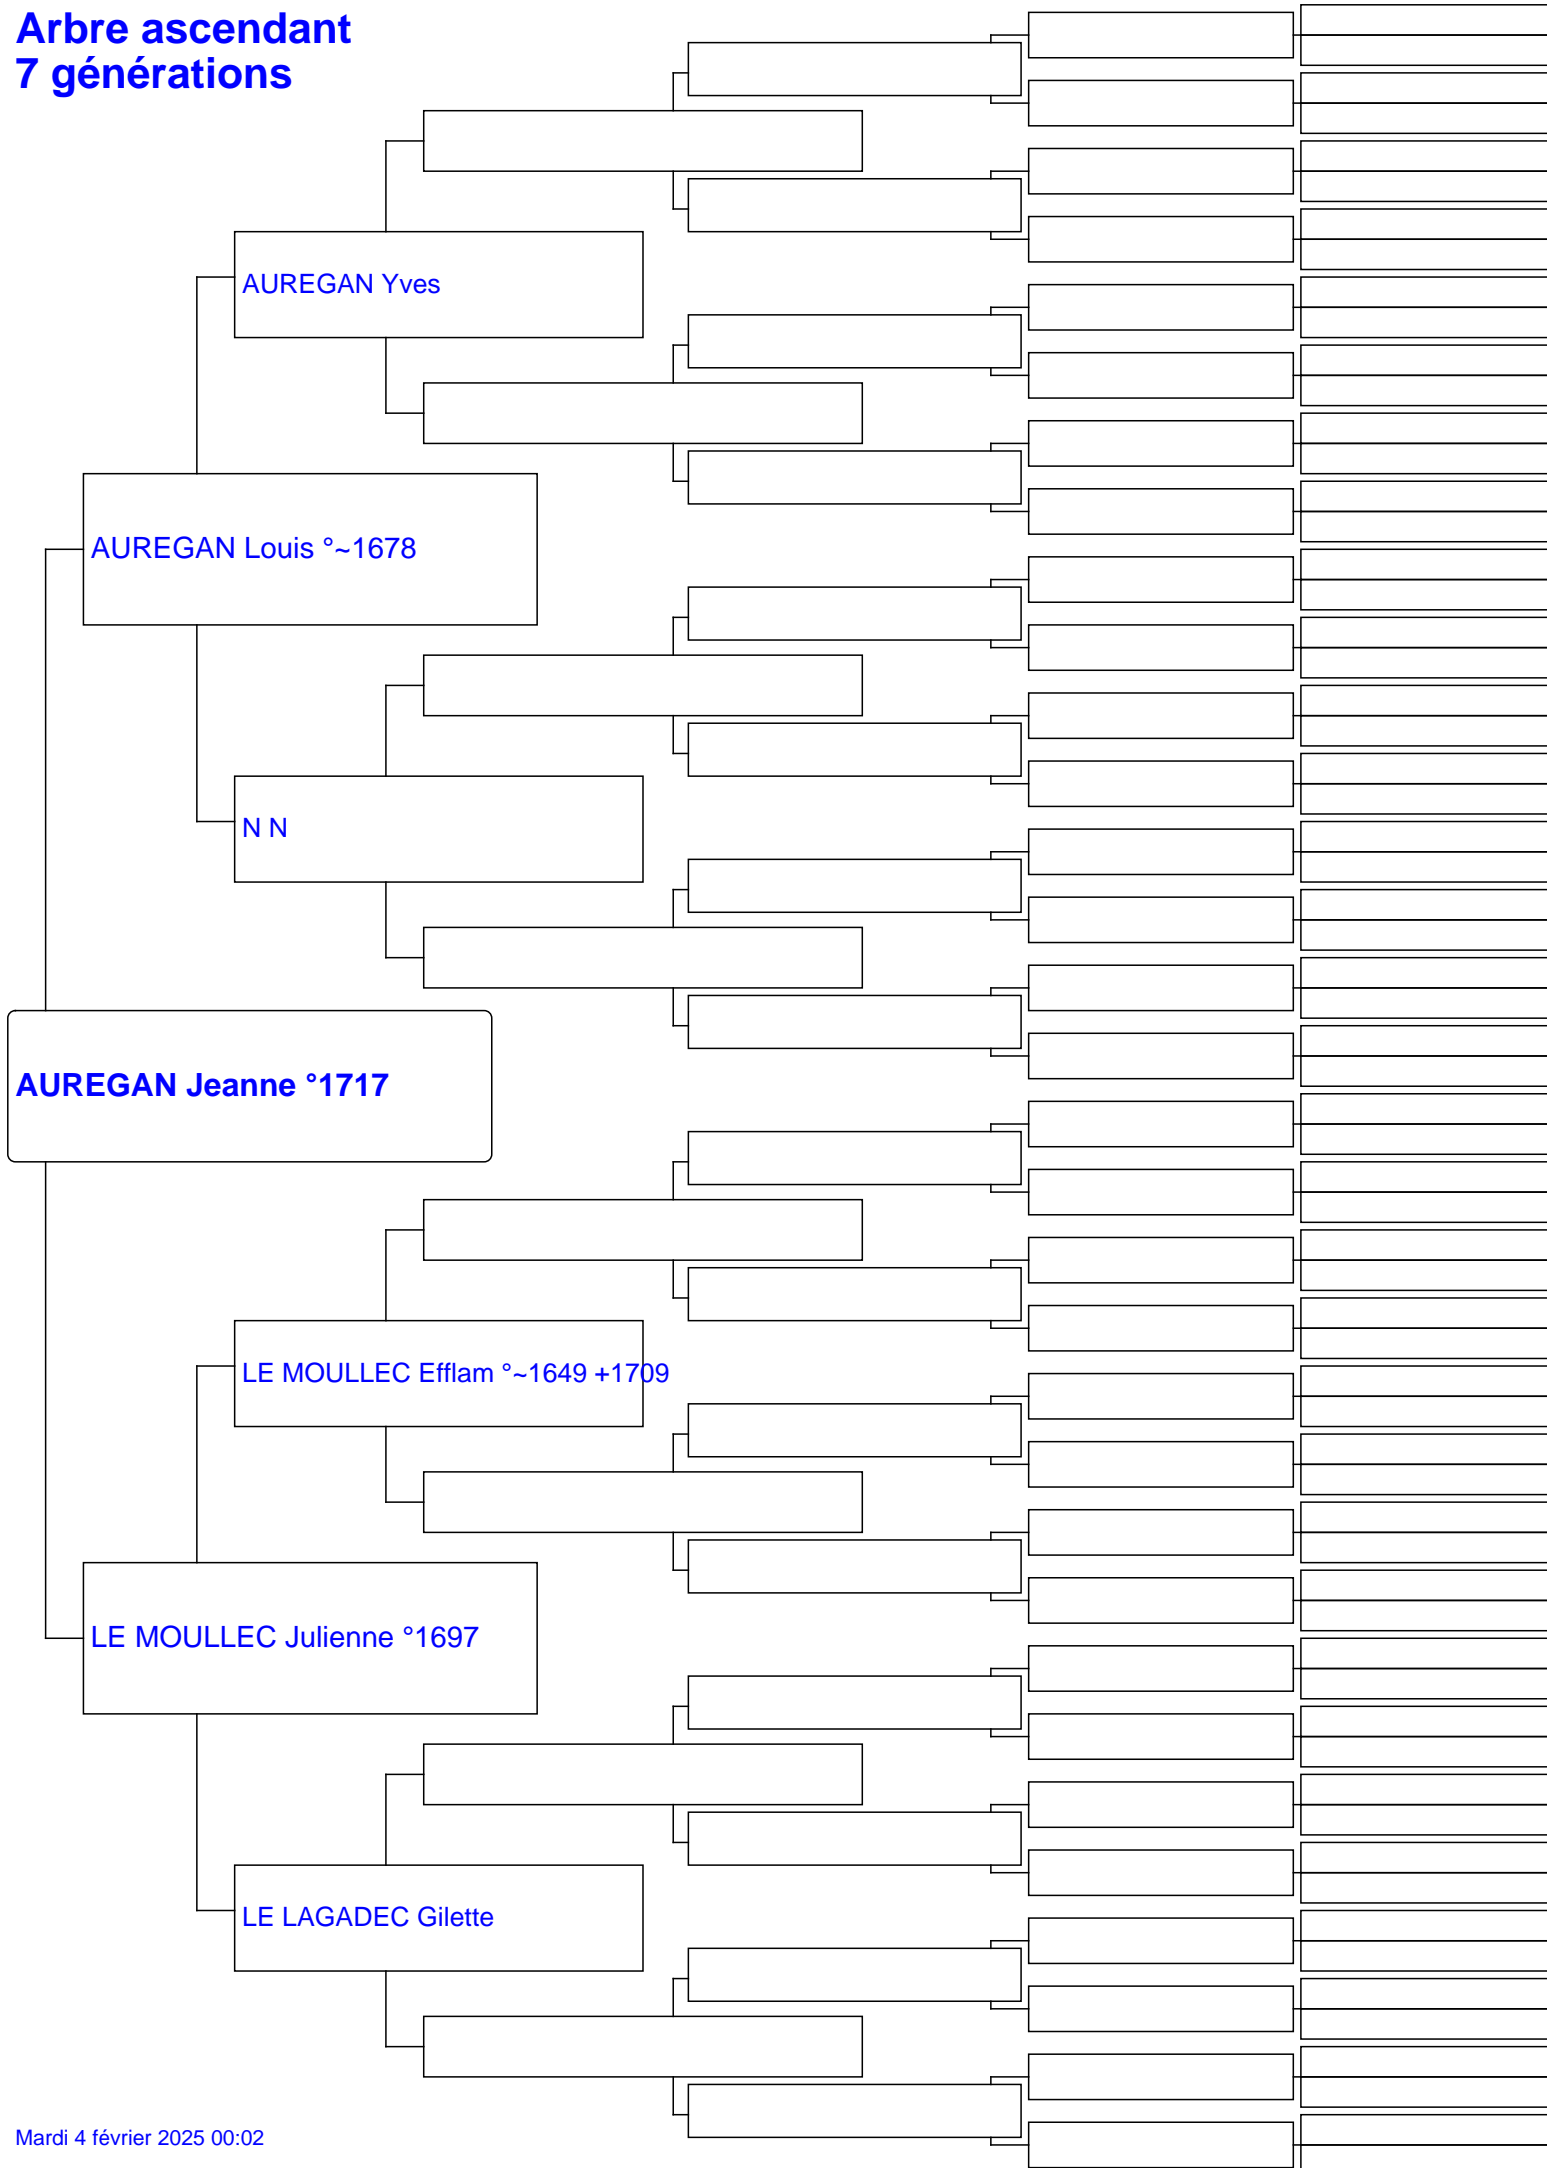 Arbre ascendant
7 générations
AUREGAN Yves
AUREGAN Louis °~1678
N N
AUREGAN Jeanne °1717
LE MOULLEC Efflam °~1649 +1709
LE MOULLEC Julienne °1697
LE LAGADEC Gilette
Mardi 4 février 2025 00:02